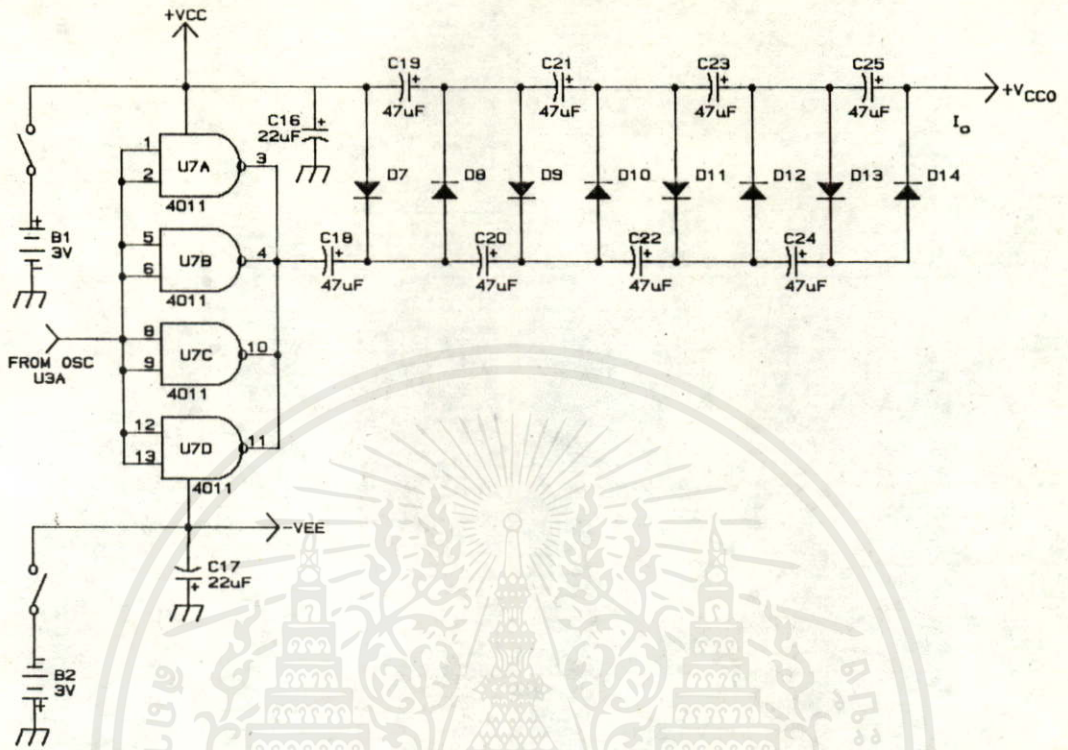 +VCC
C19
47uF
C21
47uF
C23
47uF
C25
47uF
+VCCO
Io
C16
22uF
1
2
U7A
3
4011
D7
D8
D9
D10
D11
D12
D13
D14
B1
3V
5
6
U7B
4
4011
C18
47uF
C20
47uF
C22
47uF
C24
47uF
FROM OSC
U3A
8
9
U7C
10
4011
12
13
U7D
11
4011
-VEE
C17
22uF
B2
3V